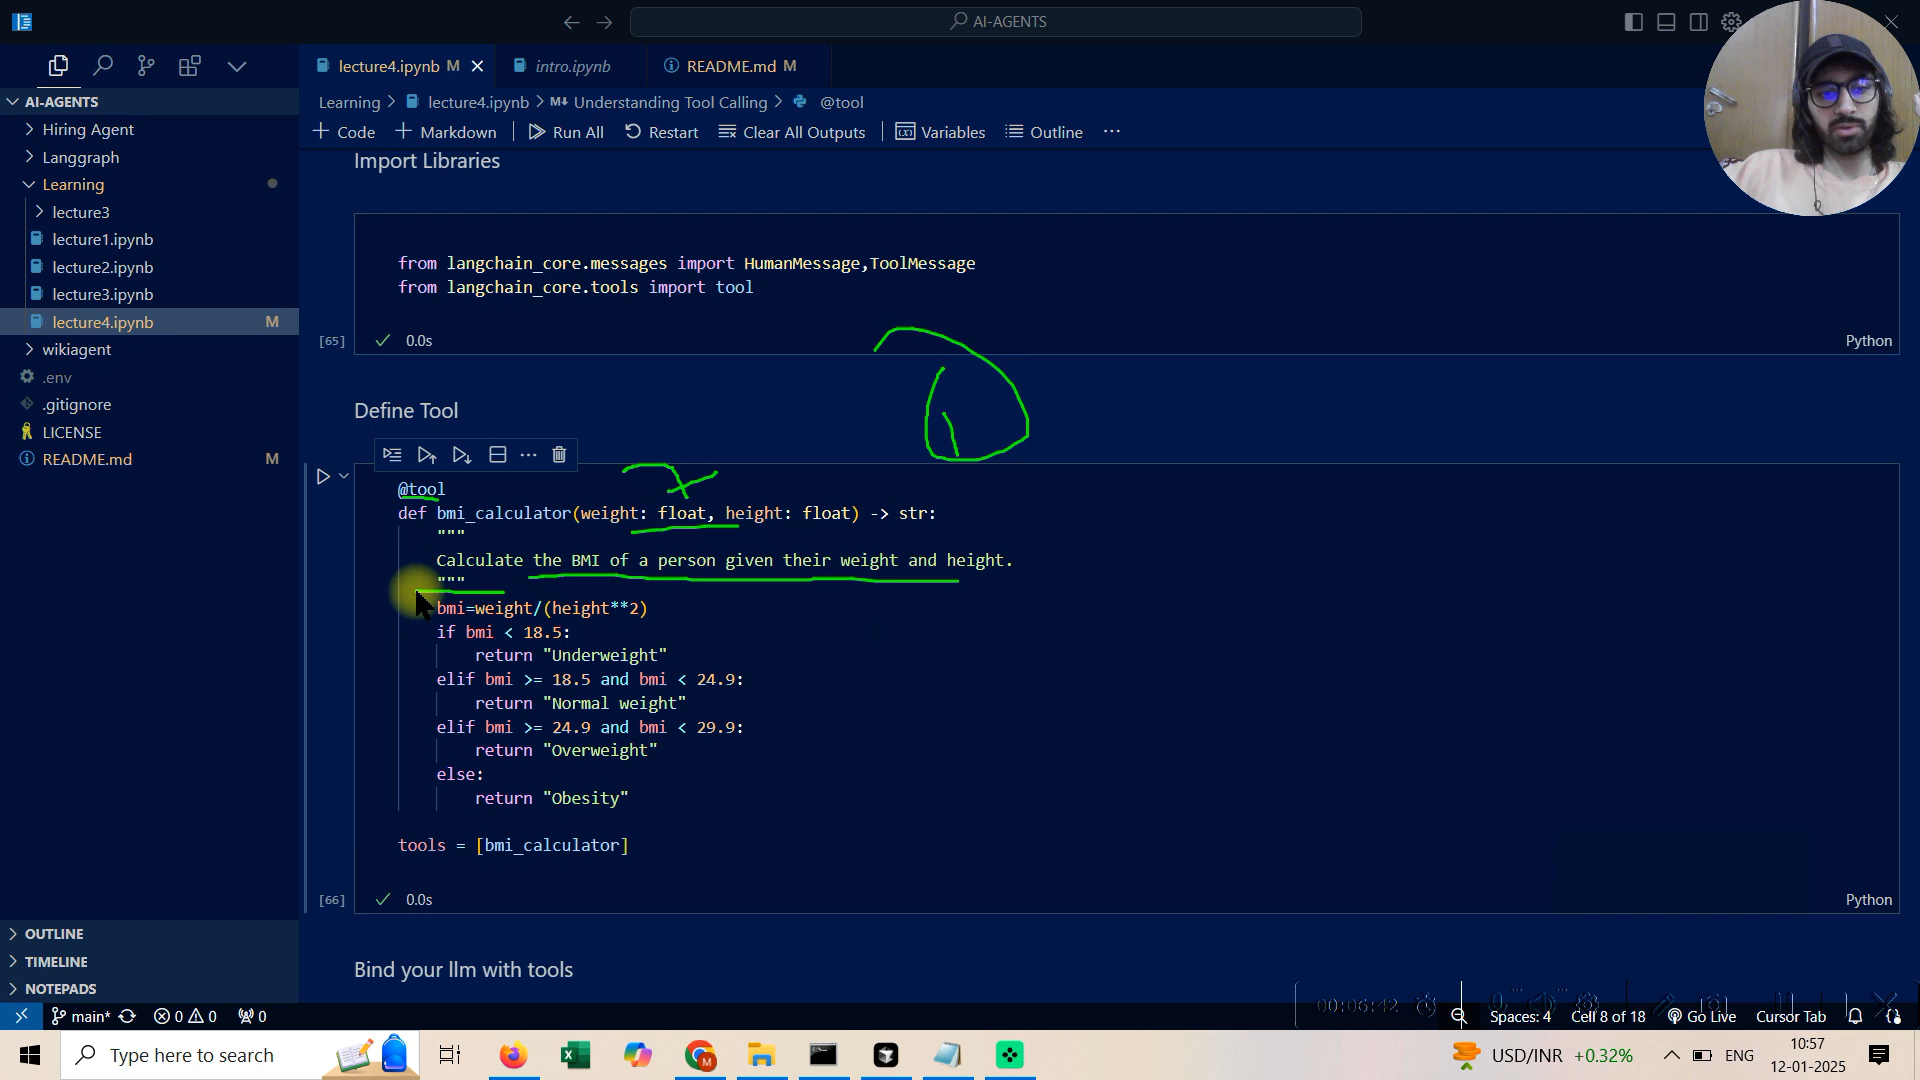 AI-AGENTS
lecture4.ipynb M
intro.ipynb
README.md M
AI-AGENTS
Hiring Agent
Langgraph
Learning
lecture3
lecture1.ipynb
lecture2.ipynb
lecture3.ipynb
lecture4.ipynb M
wikiagent
.env
.gitignore
LICENSE
README.md M
OUTLINE
TIMELINE
NOTEPADS
Learning > lecture4.ipynb > M↓ Understanding Tool Calling > @tool
+ Code + Markdown Run All Restart Clear All Outputs Variables Outline ...
Import Libraries
from langchain_core.messages import HumanMessage,ToolMessage
from langchain_core.tools import tool
[65] ✓ 0.0s Python
Define Tool
@tool
def bmi_calculator(weight: float, height: float) -> str:
"""
Calculate the BMI of a person given their weight and height.
"""
bmi=weight/(height**2)
if bmi < 18.5:
return "Underweight"
elif bmi >= 18.5 and bmi < 24.9:
return "Normal weight"
elif bmi >= 24.9 and bmi < 29.9:
return "Overweight"
else:
return "Obesity"
tools = [bmi_calculator]
[66] ✓ 0.0s Python
Bind your llm with tools
00:06:42
main* 0 0 0 Spaces: 4 Cell 8 of 18 Go Live Cursor Tab
Type here to search
USD/INR +0.32% ENG
10:57
12-01-2025